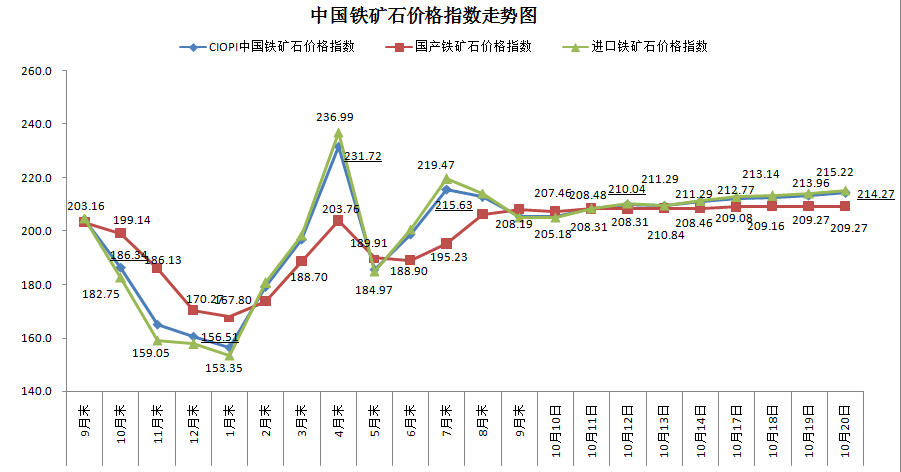 中国铁矿石价格指数走势图
CIOPI中国铁矿石价格指数 国产铁矿石价格指数 进口铁矿石价格指数
260.0
240.0
220.0
200.0
180.0
160.0
140.0
203.16
199.14
186.34
186.13
182.75
170.27
167.80
159.05
156.51
153.35
188.70
236.99
231.72
203.76
189.91
184.97
188.90
219.47
215.63
195.23
208.19
207.46
205.18
208.48
208.31
210.04
208.31
211.29
210.84
211.29
208.46
212.77
209.08
213.14
209.16
213.96
209.27
215.22
214.27
209.27
9月末
10月末
11月末
12月末
1月末
2月末
3月末
4月末
5月末
6月末
7月末
8月末
9月末
10月10日
10月11日
10月12日
10月13日
10月14日
10月17日
10月18日
10月19日
10月20日